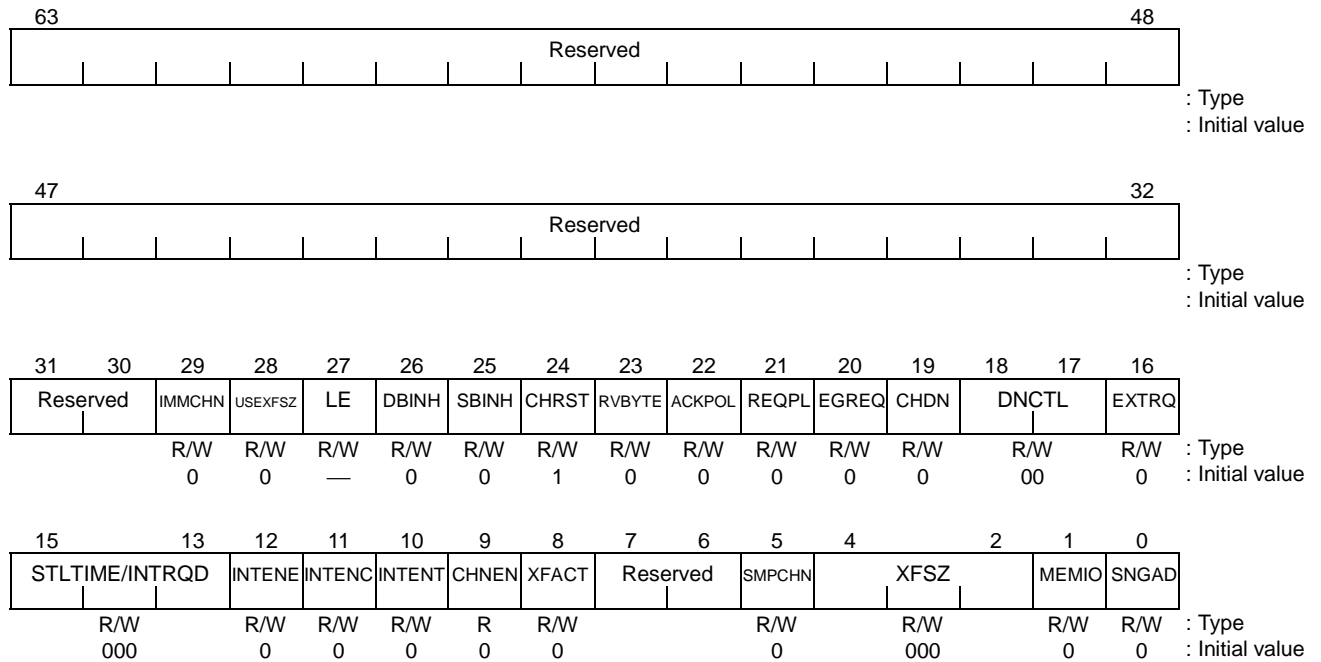 63 48
Reserved
: Type
: Initial value
47 32
Reserved
: Type
: Initial value
31 30 29 28 27 26 25 24 23 22 21 20 19 18 17 16
Reserved IMMCHN USEXFSZ LE DBINH SBINH CHRST RVBYTE ACKPOL REQPL EGREQ CHDN DNCTL EXTRQ
R/W R/W R/W R/W R/W R/W R/W R/W R/W R/W R/W R/W R/W : Type
0 0 — 0 0 1 0 0 0 0 0 00 0 : Initial value
15 13 12 11 10 9 8 7 6 5 4 2 1 0
STLTIME/INTRQD INTENE INTENC INTENT CHNEN XFACT Reserved SMPCHN XFSZ MEMIO SNGAD
R/W R/W R/W R/W R R/W R/W R/W R/W R/W : Type
000 0 0 0 0 0 0 000 0 0 : Initial value